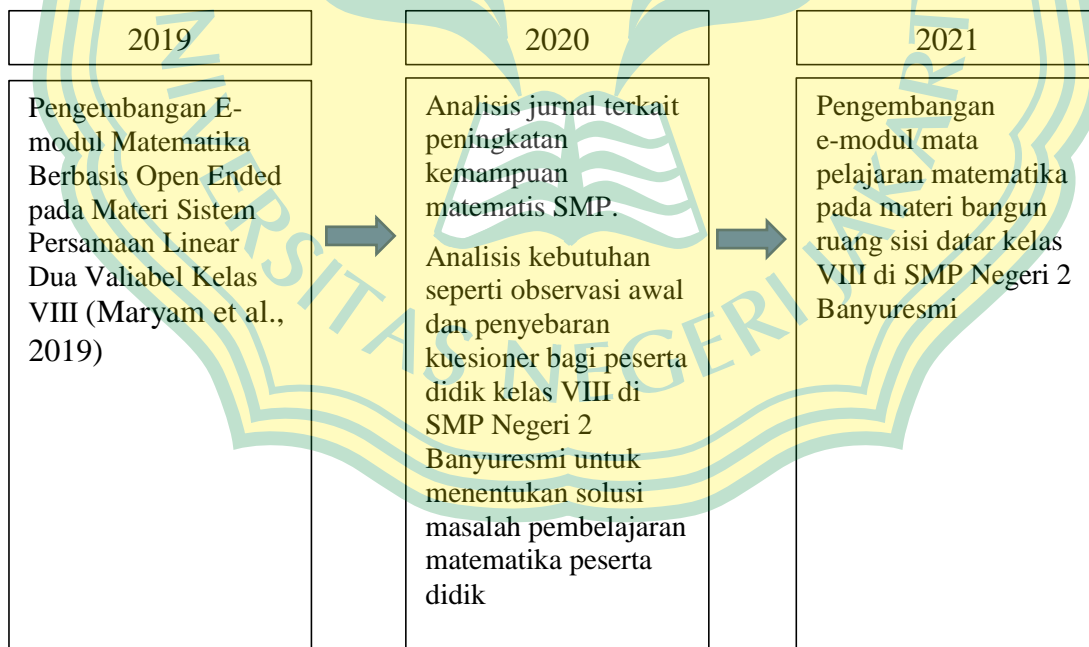 2019
Pengembangan E-
modul Matematika
Berbasis Open Ended
pada Materi Sistem
Persamaan Linear
Dua Valiabel Kelas
VIII (Maryam et al.,
2019)
2020
Analisis jurnal terkait
peningkatan
kemampuan
matematis SMP.
Analisis kebutuhan
seperti observasi awal
dan penyebaran
kuesioner bagi peserta
didik kelas VIII di
SMP Negeri 2
Banyuresmi untuk
menentukan solusi
masalah pembelajaran
matematika peserta
didik
2021
Pengembangan
e-modul mata
pelajaran matematika
pada materi bangun
ruang sisi datar kelas
VIII di SMP Negeri 2
Banyuresmi
NIVERSITAS NEGERI JAKART